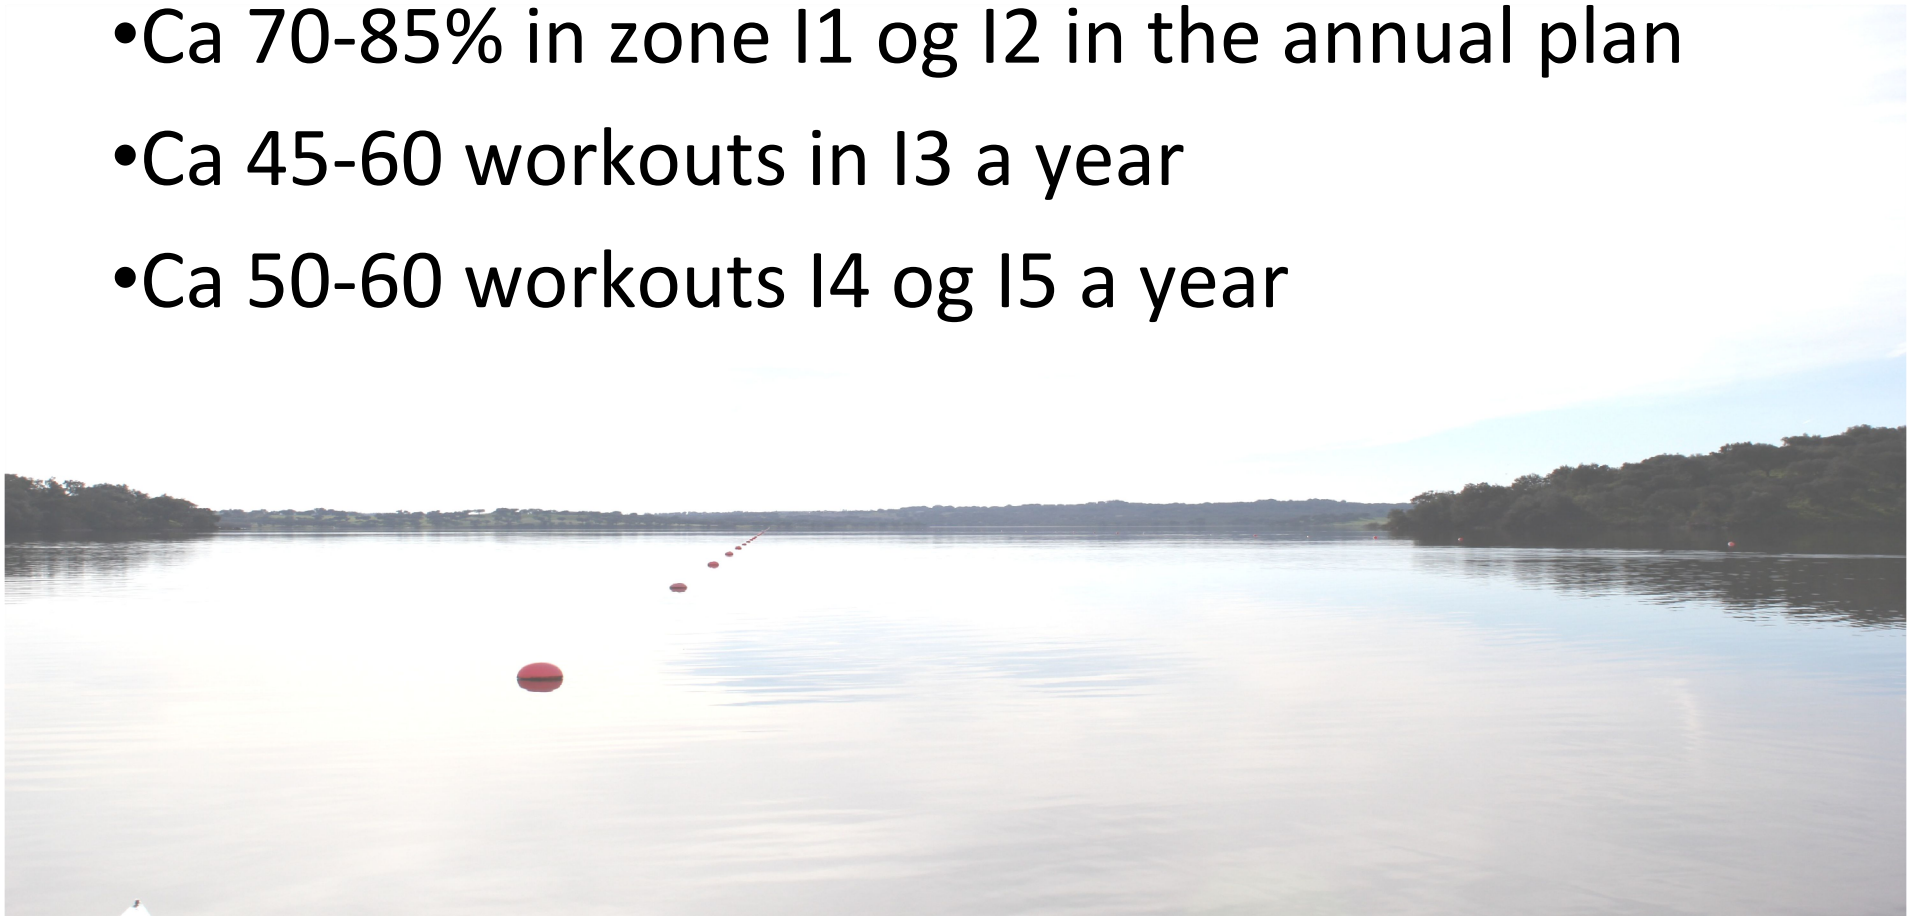 •Ca 70-85% in zone I1 og I2 in the annual plan
•Ca 45-60 workouts in I3 a year
•Ca 50-60 workouts I4 og I5 a year